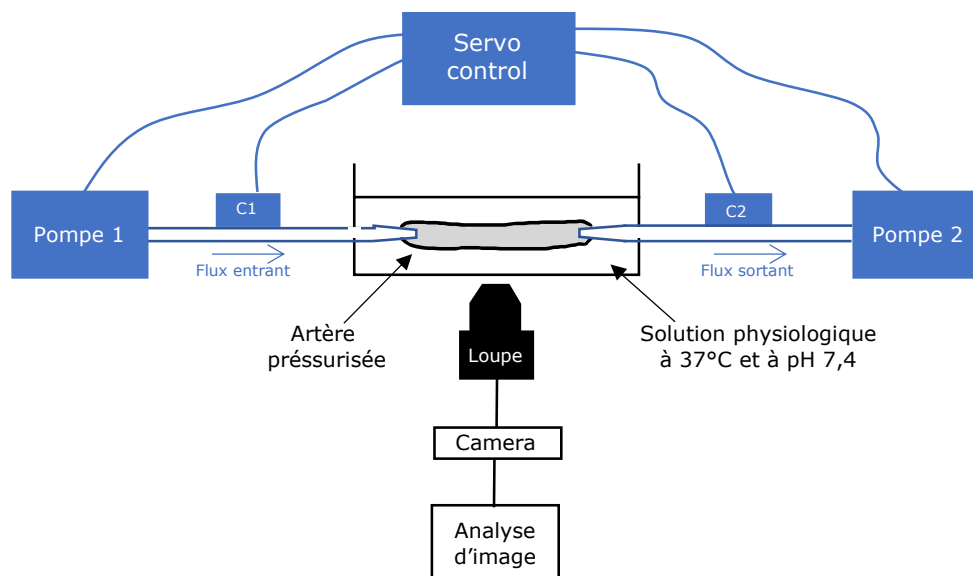 Servo
control
C1
C2
Pompe 1
Pompe 2
Flux entrant
Flux sortant
Artère
préssurisée
Loupe
Solution physiologique
à 37°C et à pH 7,4
Camera
Analyse
d'image